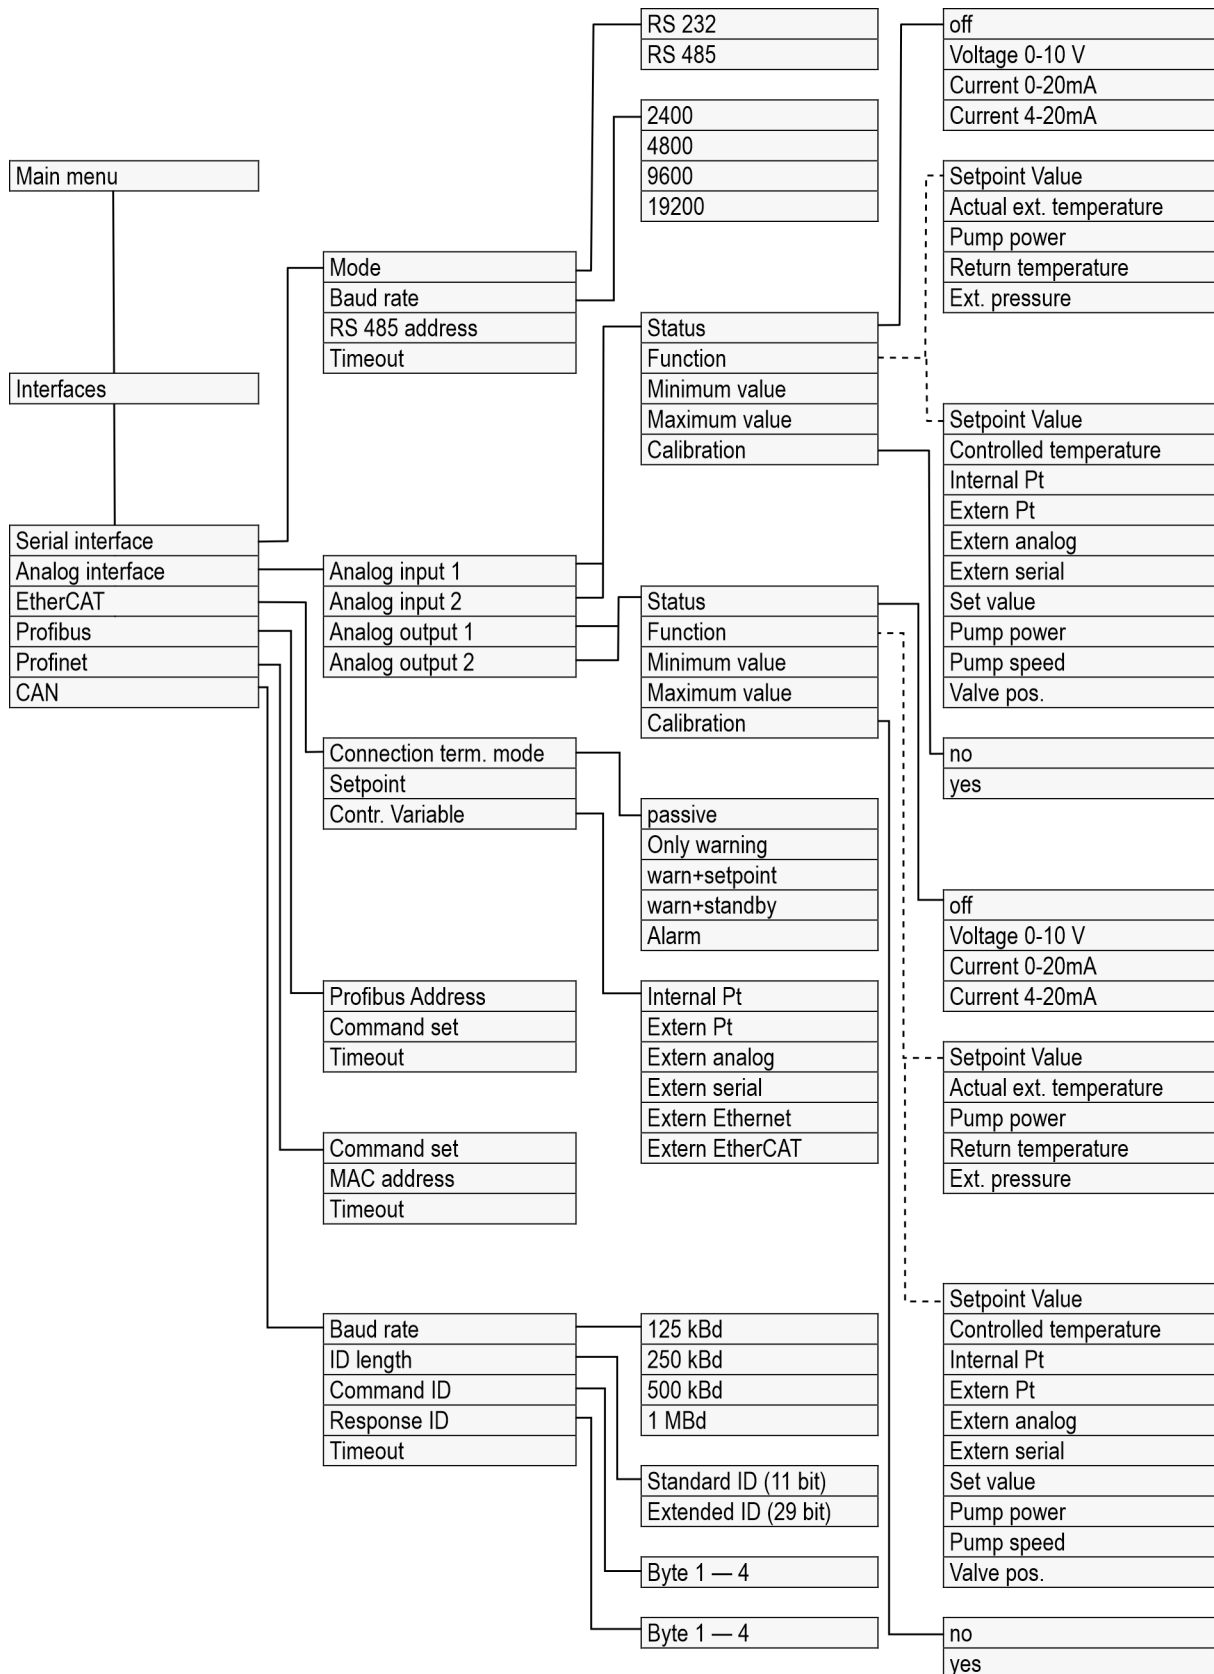 Main menu
Interfaces
Serial interface
Analog interface
EtherCAT
Profibus
Profinet
CAN
Mode
Baud rate
RS 485 address
Timeout
Analog input 1
Analog input 2
Analog output 1
Analog output 2
Connection term. mode
Setpoint
Contr. Variable
Profibus Address
Command set
Timeout
Command set
MAC address
Timeout
Baud rate
ID length
Command ID
Response ID
Timeout
RS 232
RS 485
2400
4800
9600
19200
Status
Function
Minimum value
Maximum value
Calibration
Status
Function
Minimum value
Maximum value
Calibration
passive
Only warning
warn+setpoint
warn+standby
Alarm
Internal Pt
Extern Pt
Extern analog
Extern serial
Extern Ethernet
Extern EtherCAT
125 kBd
250 kBd
500 kBd
1 MBd
Standard ID (11 bit)
Extended ID (29 bit)
Byte 1 — 4
Byte 1 — 4
off
Voltage 0-10 V
Current 0-20mA
Current 4-20mA
Setpoint Value
Actual ext. temperature
Pump power
Return temperature
Ext. pressure
Setpoint Value
Controlled temperature
Internal Pt
Extern Pt
Extern analog
Extern serial
Set value
Pump power
Pump speed
Valve pos.
no
yes
off
Voltage 0-10 V
Current 0-20mA
Current 4-20mA
Setpoint Value
Actual ext. temperature
Pump power
Return temperature
Ext. pressure
Setpoint Value
Controlled temperature
Internal Pt
Extern Pt
Extern analog
Extern serial
Set value
Pump power
Pump speed
Valve pos.
no
yes